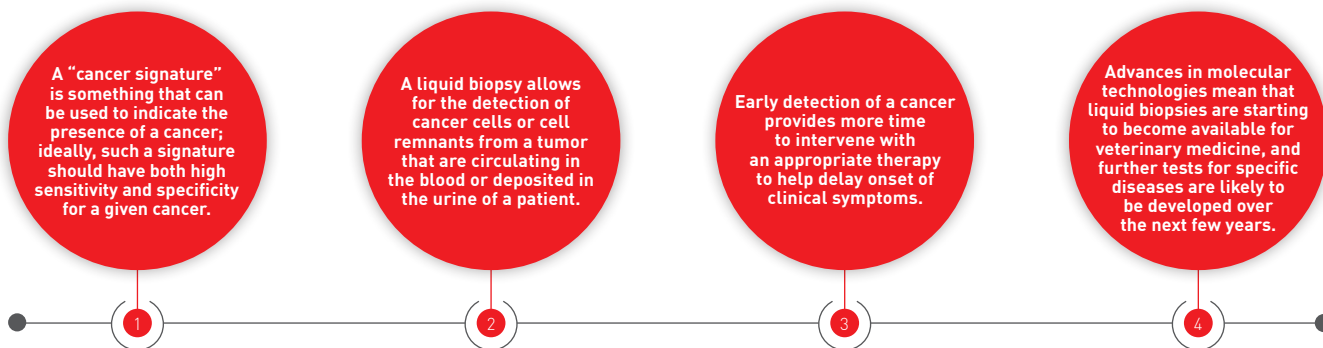 A “cancer signature”
is something that can
be used to indicate the
presence of a cancer;
ideally, such a signature
should have both high
sensitivity and specificity
for a given cancer.
1
A liquid biopsy allows
for the detection of
cancer cells or cell
remnants from a tumor
that are circulating in
the blood or deposited in
the urine of a patient.
2
Early detection of a cancer
provides more time
to intervene with
an appropriate therapy
to help delay onset of
clinical symptoms.
3
Advances in molecular
technologies mean that
liquid biopsies are starting
to become available for
veterinary medicine, and
further tests for specific
diseases are likely to
be developed over
the next few years.
4